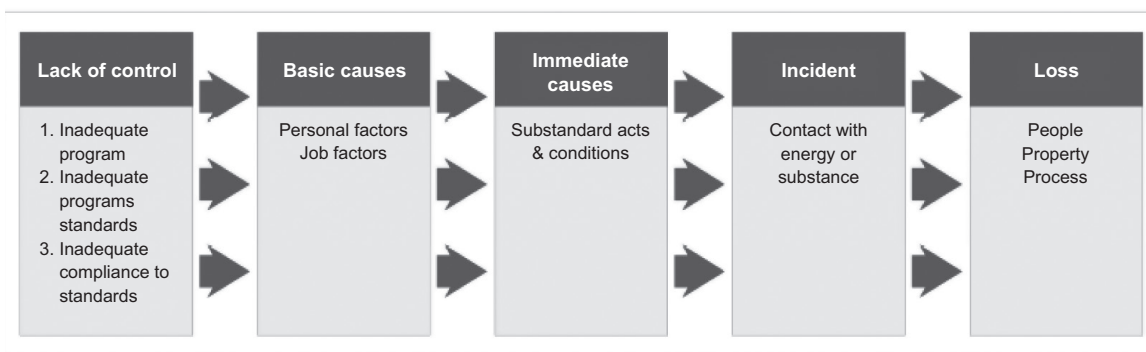 Lack of control
1. Inadequate
program
2. Inadequate
programs
standards
3. Inadequate
compliance to
standards
Basic causes
Personal factors
Job factors
Immediate
causes
Substandard acts
& conditions
Incident
Contact with
energy or
substance
Loss
People
Property
Process